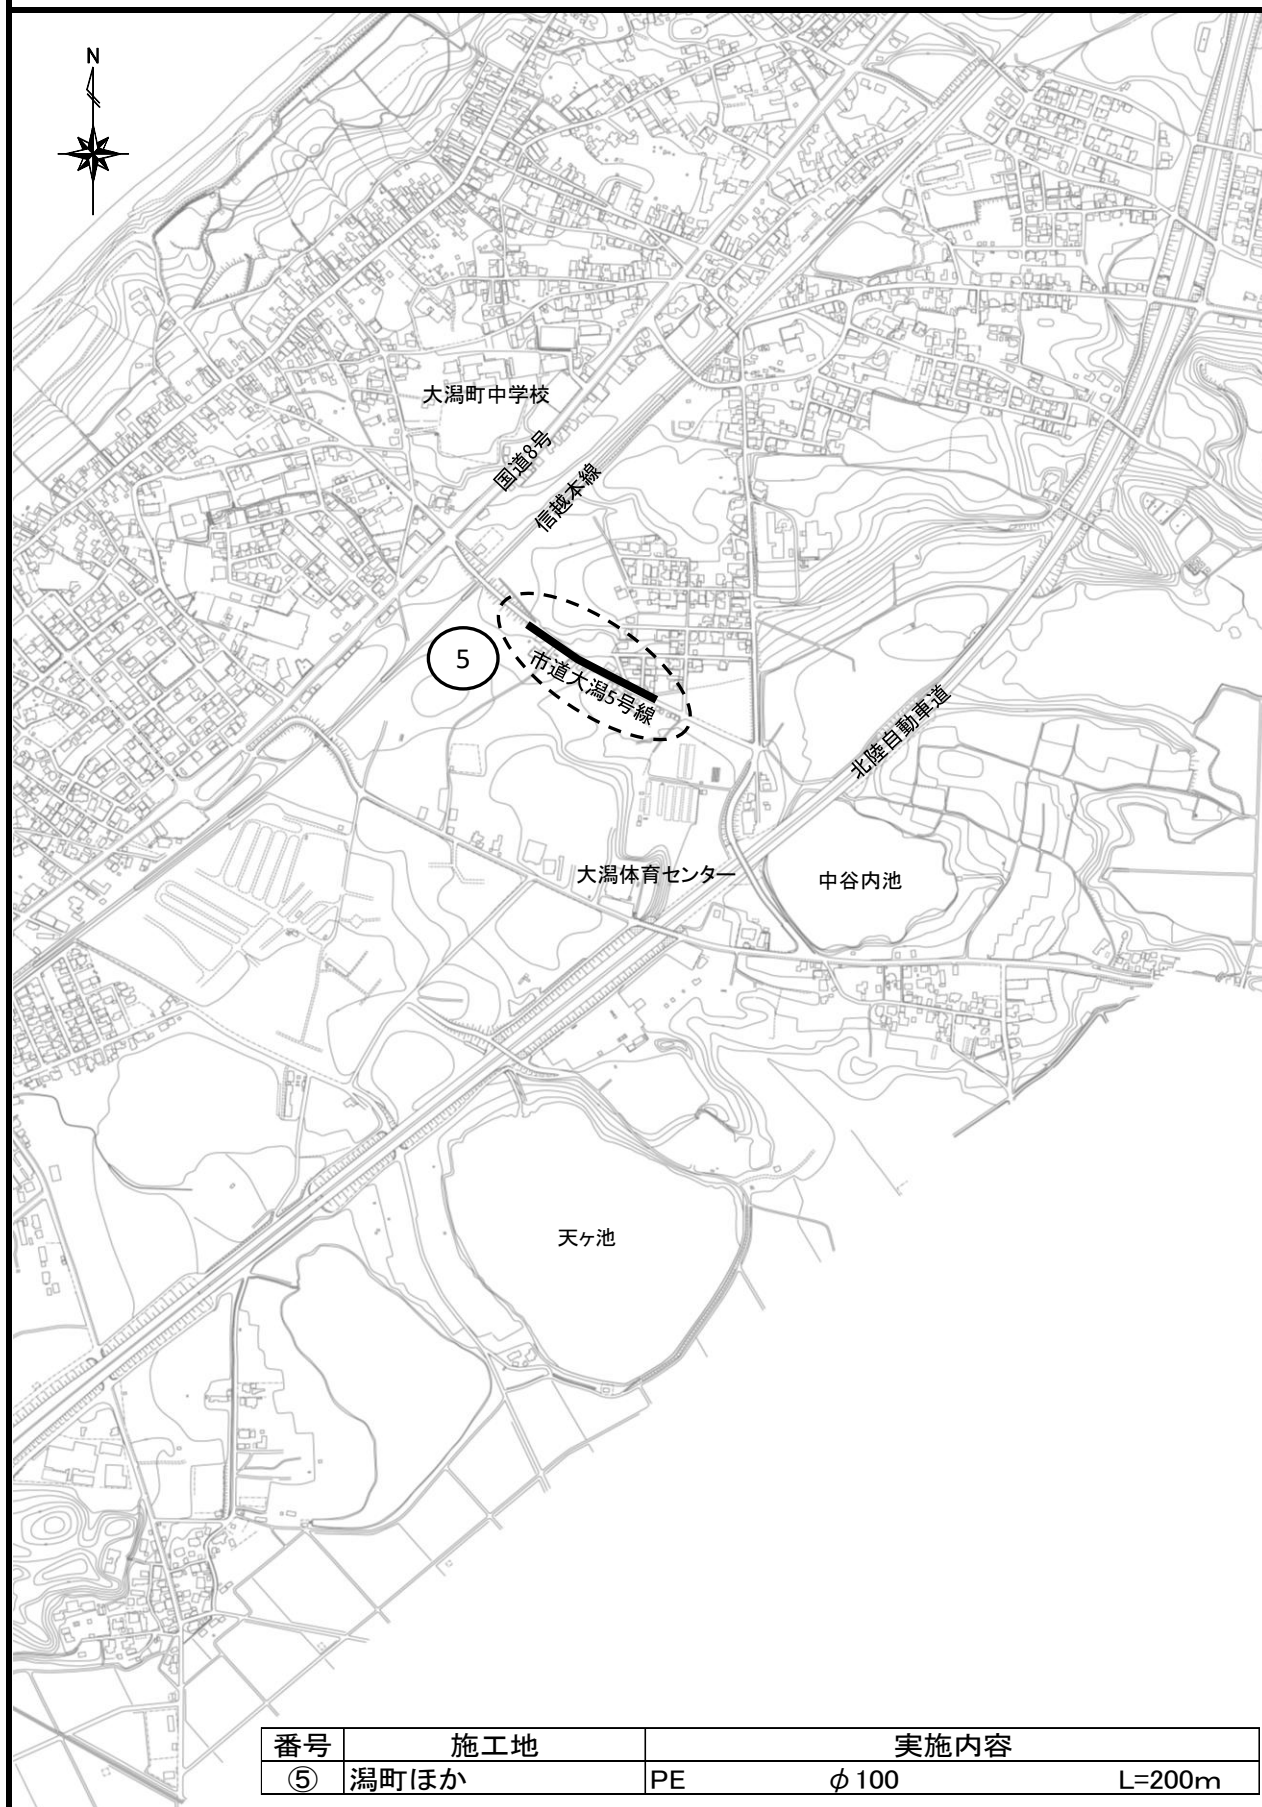 N
大潟町中学校
国道8号
信越本線
5
市道大潟5号線
北陸自動車道
大潟体育センター
中谷内池
天ヶ池
番号 施工地 実施内容
⑤ 潟町ほか PE φ100 L=200m